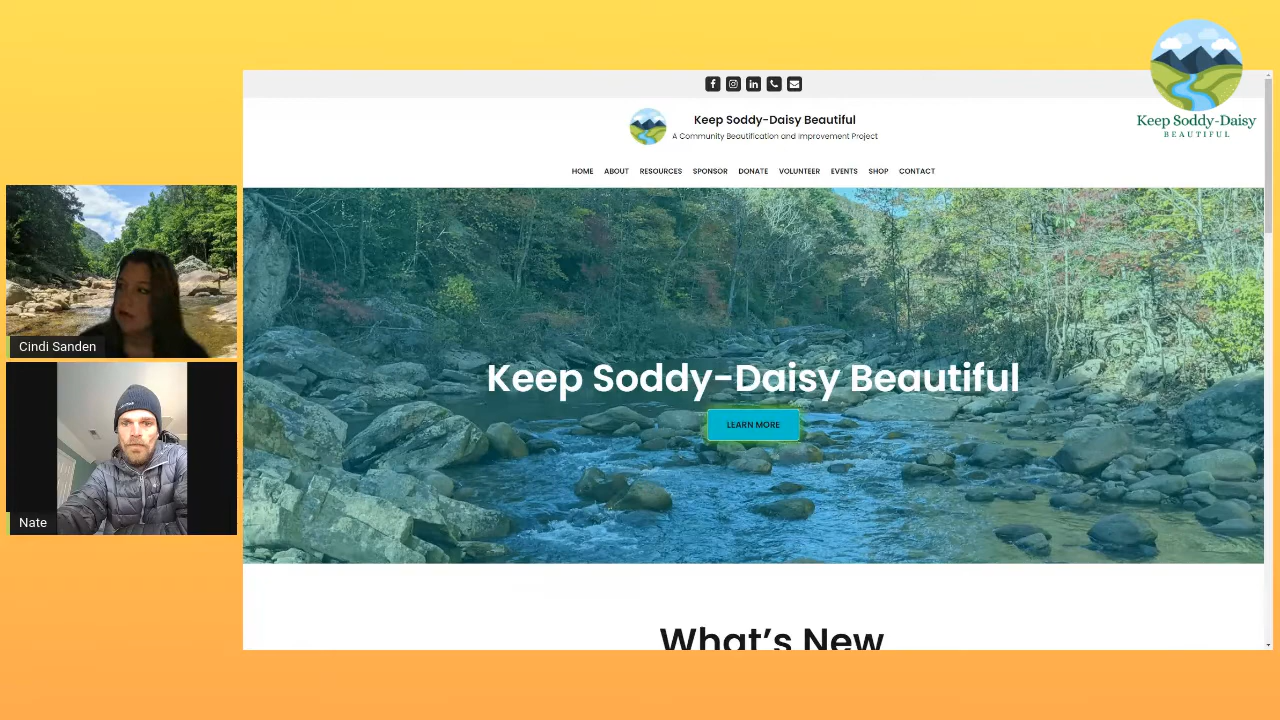 Keep Soddy-Daisy
BEAUTIFUL
Keep Soddy-Daisy Beautiful
A Community Beautification and Improvement Project
HOME ABOUT RESOURCES SPONSOR DONATE VOLUNTEER EVENTS SHOP CONTACT
Keep Soddy-Daisy Beautiful
LEARN MORE
What's New
Cindi Sanden
Nate